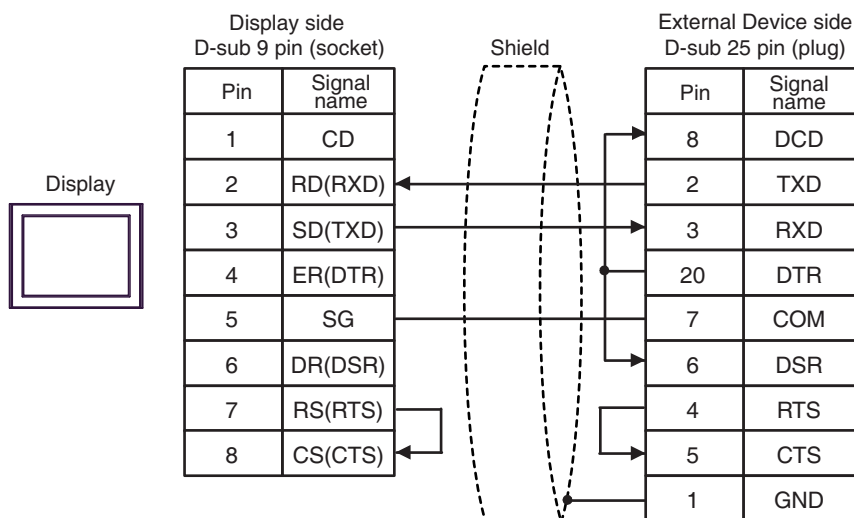 Display side
D-sub 9 pin (socket)
Shield
External Device side
D-sub 25 pin (plug)
Display
Pin Signal name
1 CD
2 RD(RXD)
3 SD(TXD)
4 ER(DTR)
5 SG
6 DR(DSR)
7 RS(RTS)
8 CS(CTS)
Pin Signal name
8 DCD
2 TXD
3 RXD
20 DTR
7 COM
6 DSR
4 RTS
5 CTS
1 GND